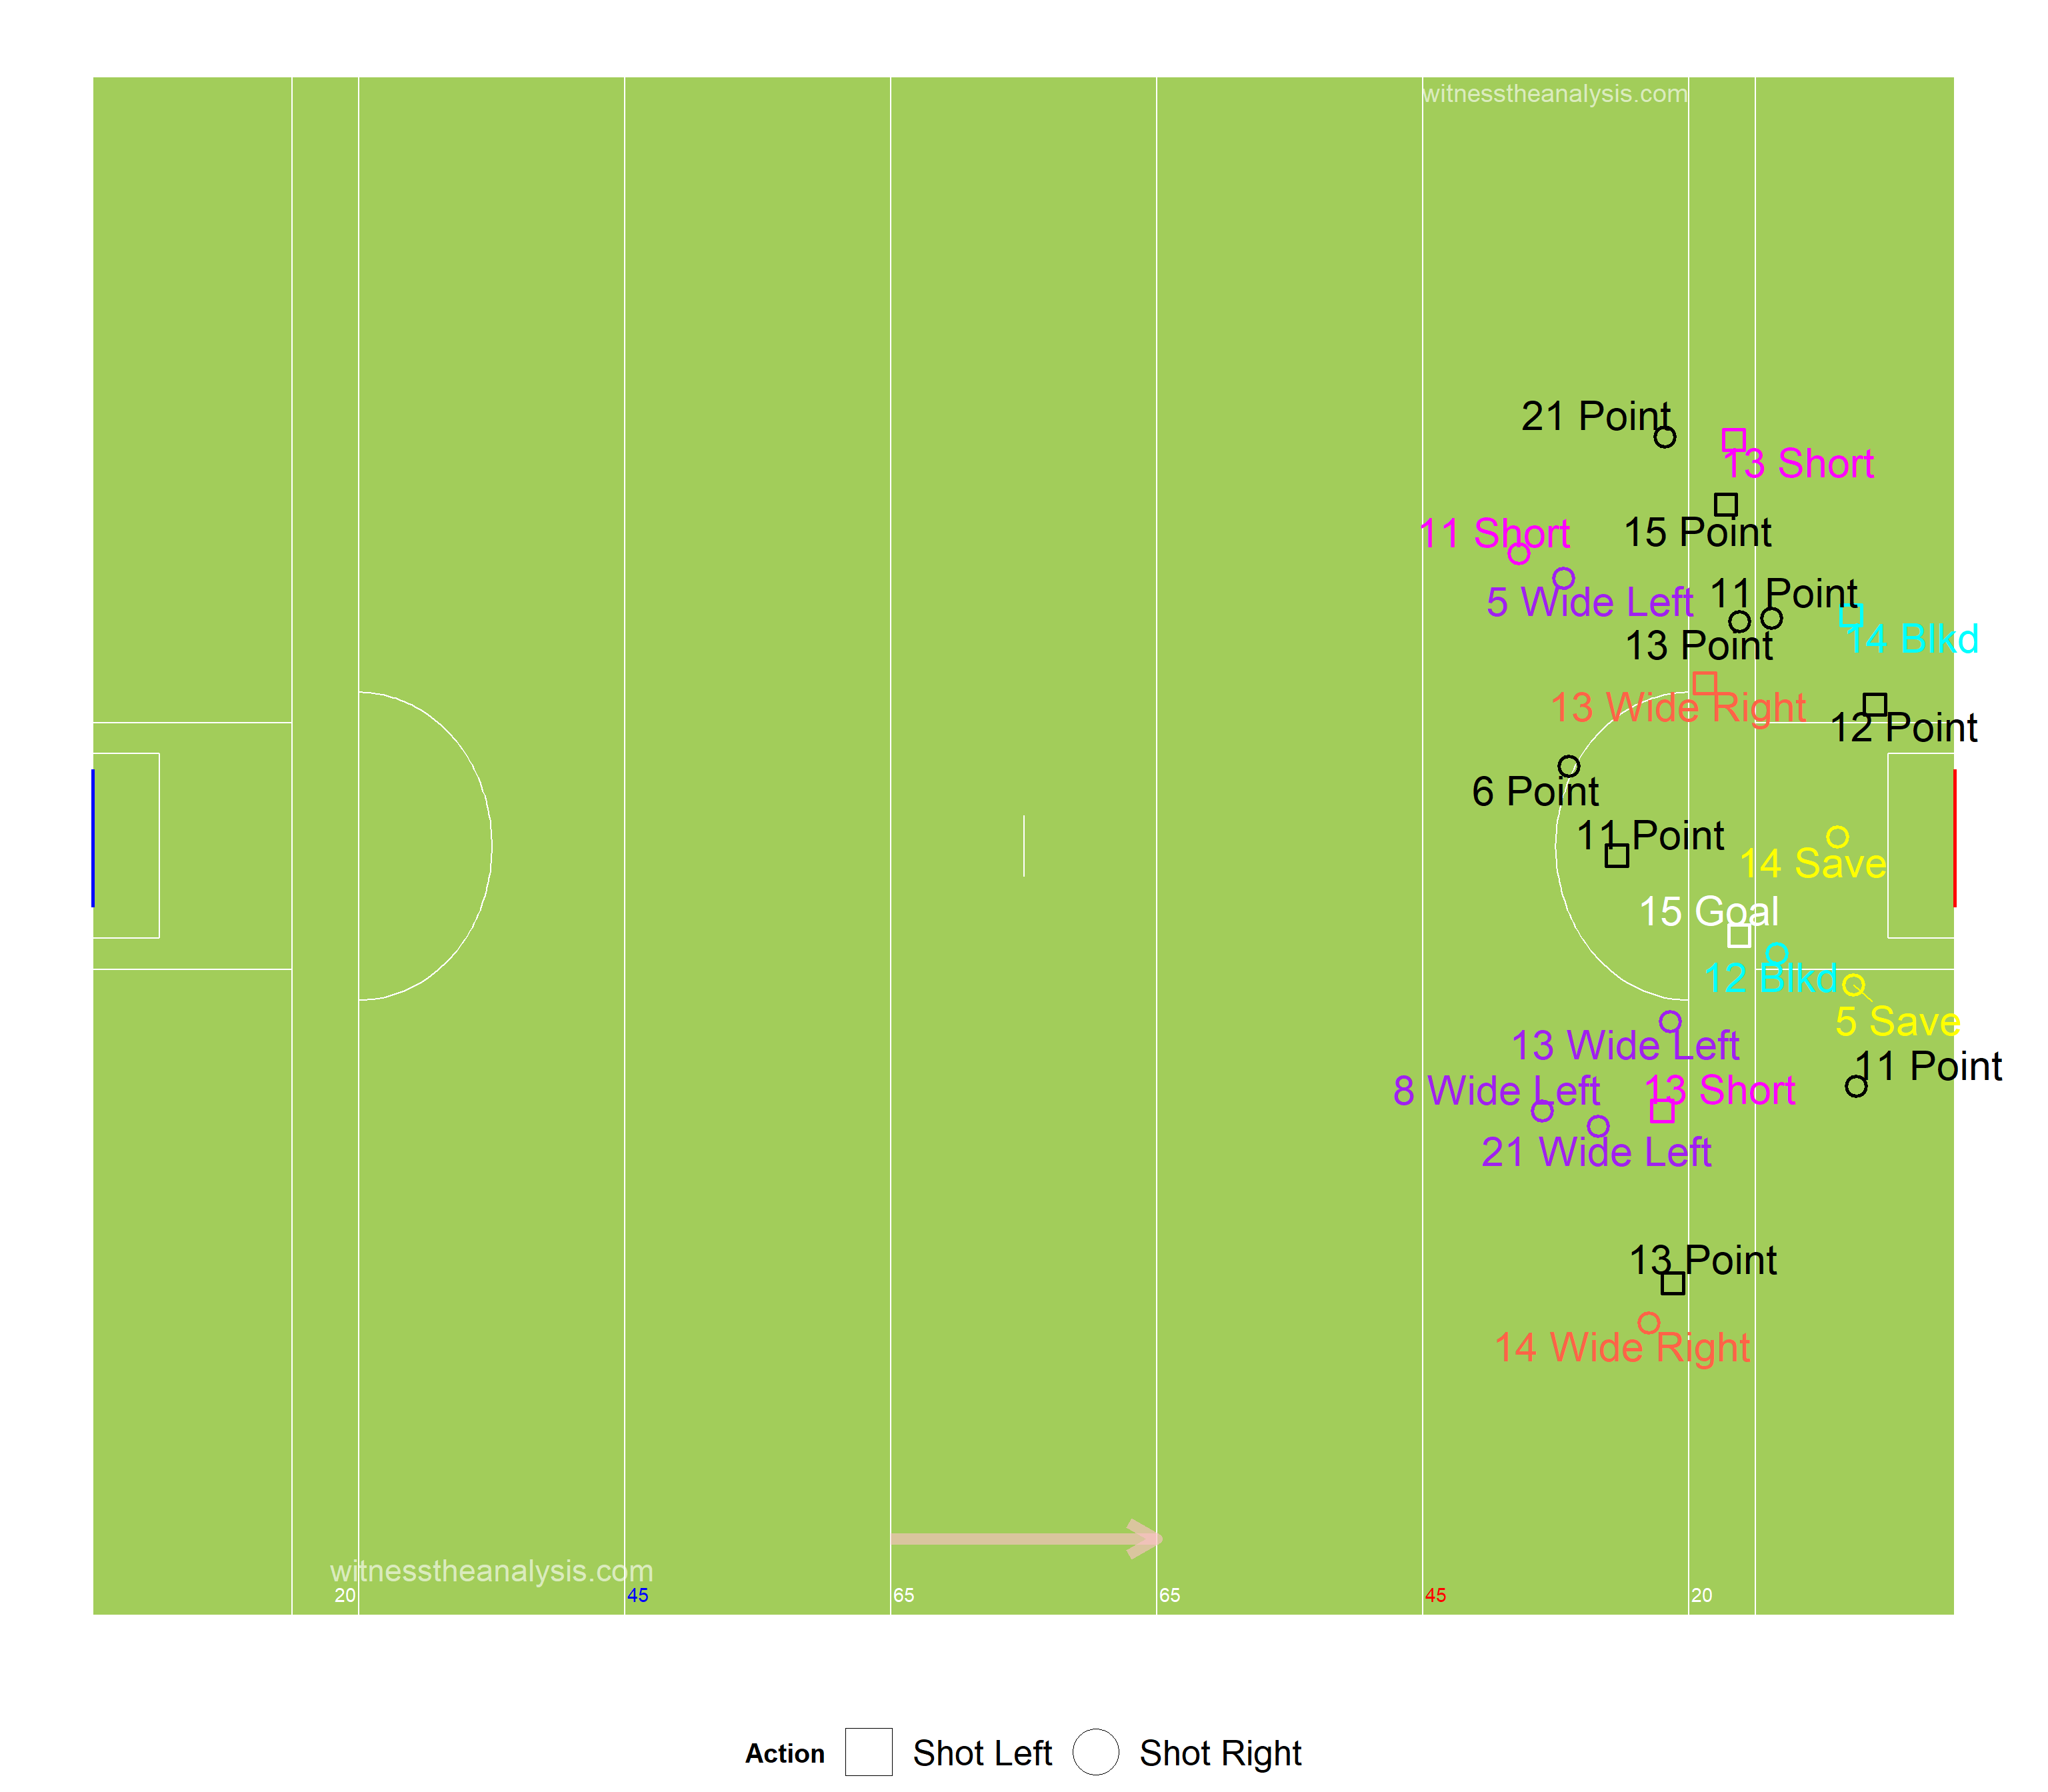 witnesstheanalysis.com
21 Point
13 Short
15 Point
11 Short
5 Wide Left
11 Point
13 Point
14 Blkd
13 Wide Right
12 Point
6 Point
11 Point
14 Save
15 Goal
12 Blkd
5 Save
13 Wide Left
11 Point
8 Wide Left
13 Short
21 Wide Left
13 Point
14 Wide Right
witnesstheanalysis.com
20 45 65 65 45 20
Action Shot Left Shot Right